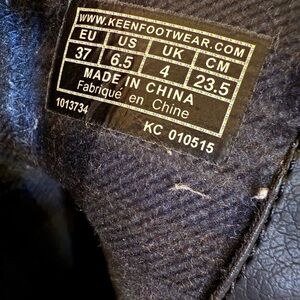 WWW.KEENFOOTWEAR.COM
EU US UK CM
37 6.5 4 23.5
MADE IN CHINA
Fabriqué en Chine
1013734
KC 010515